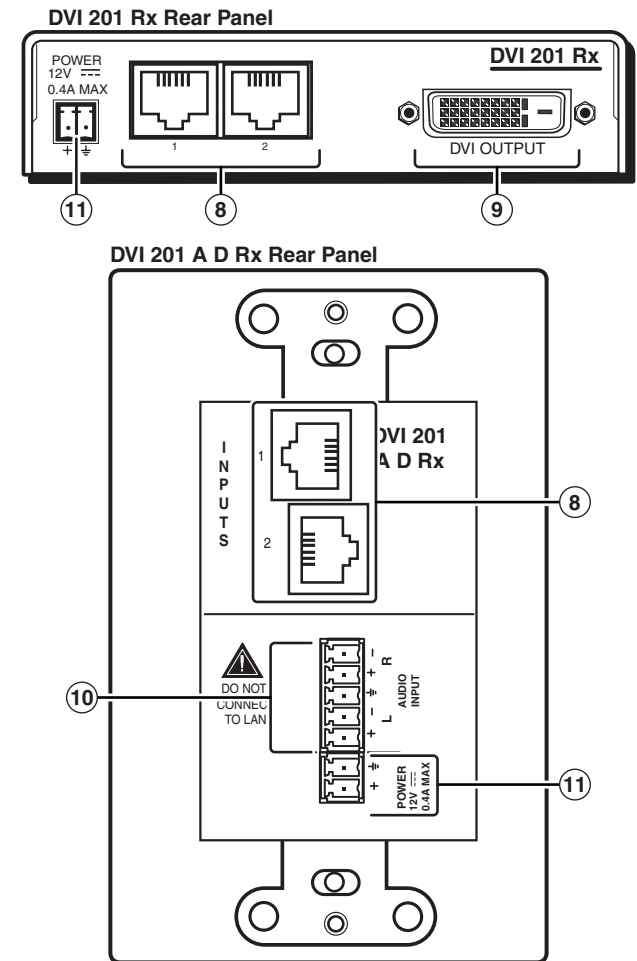 DVI 201 Rx Rear Panel
POWER
12V
0.4A MAX
DVI 201 Rx
+
1
2
DVI OUTPUT
11
8
9
DVI 201 A D Rx Rear Panel
INPUTS
1
2
DVI 201
A D Rx
8
DO NOT
CONNEC
TO LAN
- R +
- L +
AUDIO
INPUT
10
+
POWER
12V
0.4A MAX
11